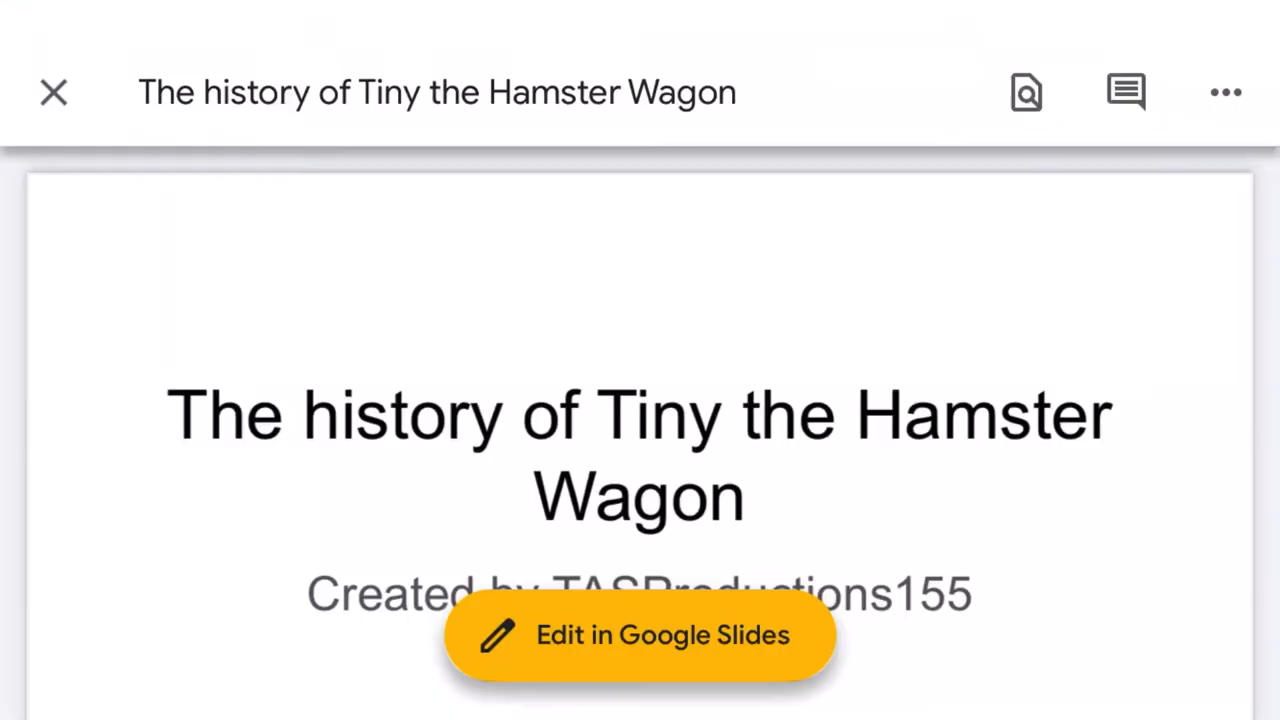 The history of Tiny the Hamster Wagon
The history of Tiny the Hamster
Wagon
Created by TASProductions155
Edit in Google Slides